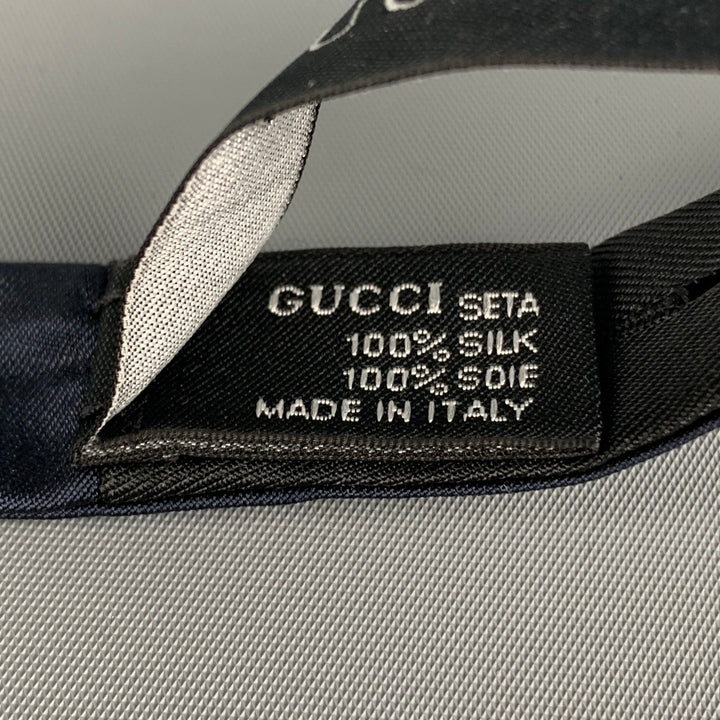 GUCCI SETA
100% SILK
100% SOIE
MADE IN ITALY